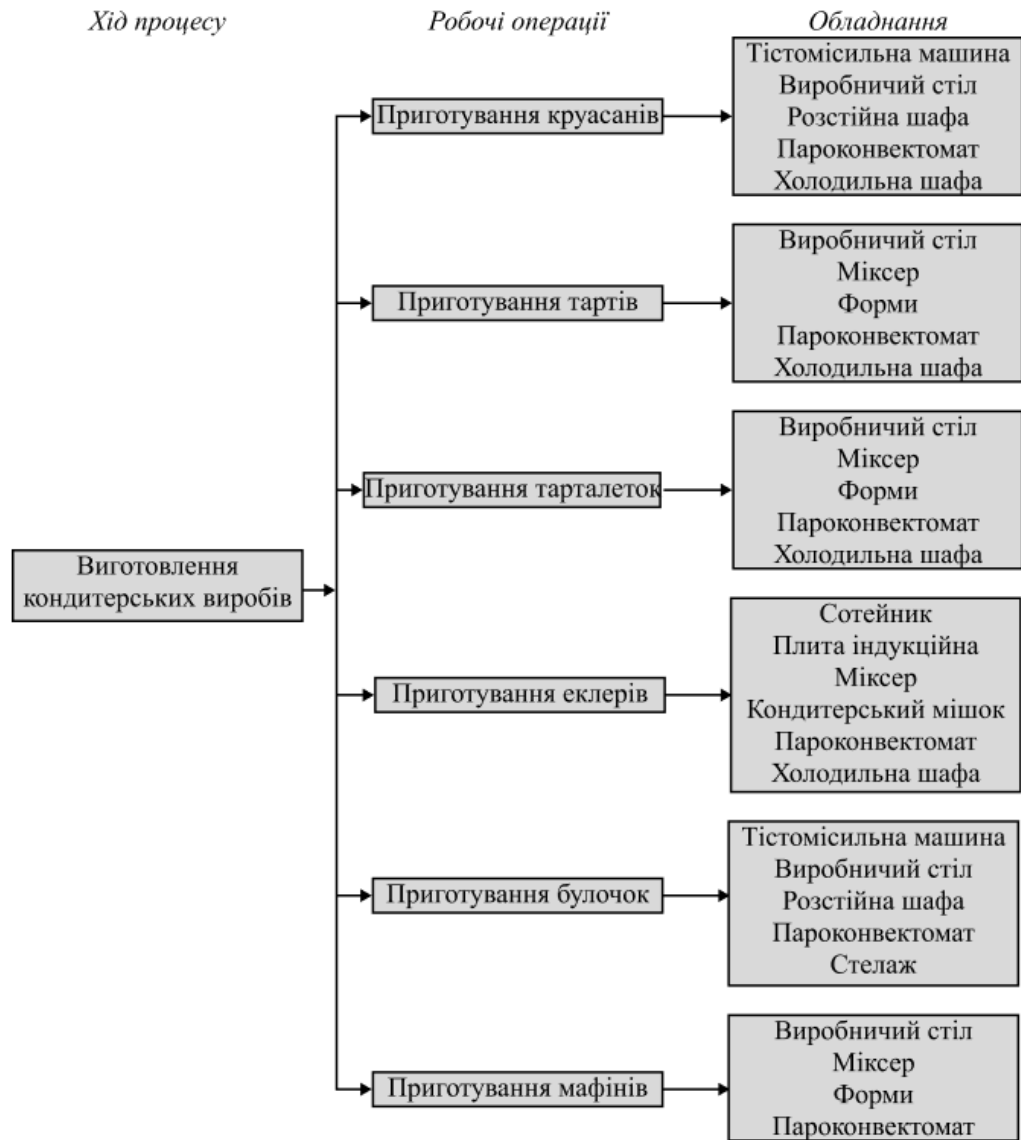 Хід процесу
Робочі операції
Обладнання
Виготовлення
кондитерських виробів
Приготування круасанів
Тістомісильна машина
Виробничий стіл
Розстійна шафа
Пароконвектомат
Холодильна шафа
Приготування тартів
Виробничий стіл
Міксер
Форми
Пароконвектомат
Холодильна шафа
Приготування тарталеток
Виробничий стіл
Міксер
Форми
Пароконвектомат
Холодильна шафа
Приготування еклерів
Сотейник
Плита індукційна
Міксер
Кондитерський мішок
Пароконвектомат
Холодильна шафа
Приготування булочок
Тістомісильна машина
Виробничий стіл
Розстійна шафа
Пароконвектомат
Стелаж
Приготування мафінів
Виробничий стіл
Міксер
Форми
Пароконвектомат